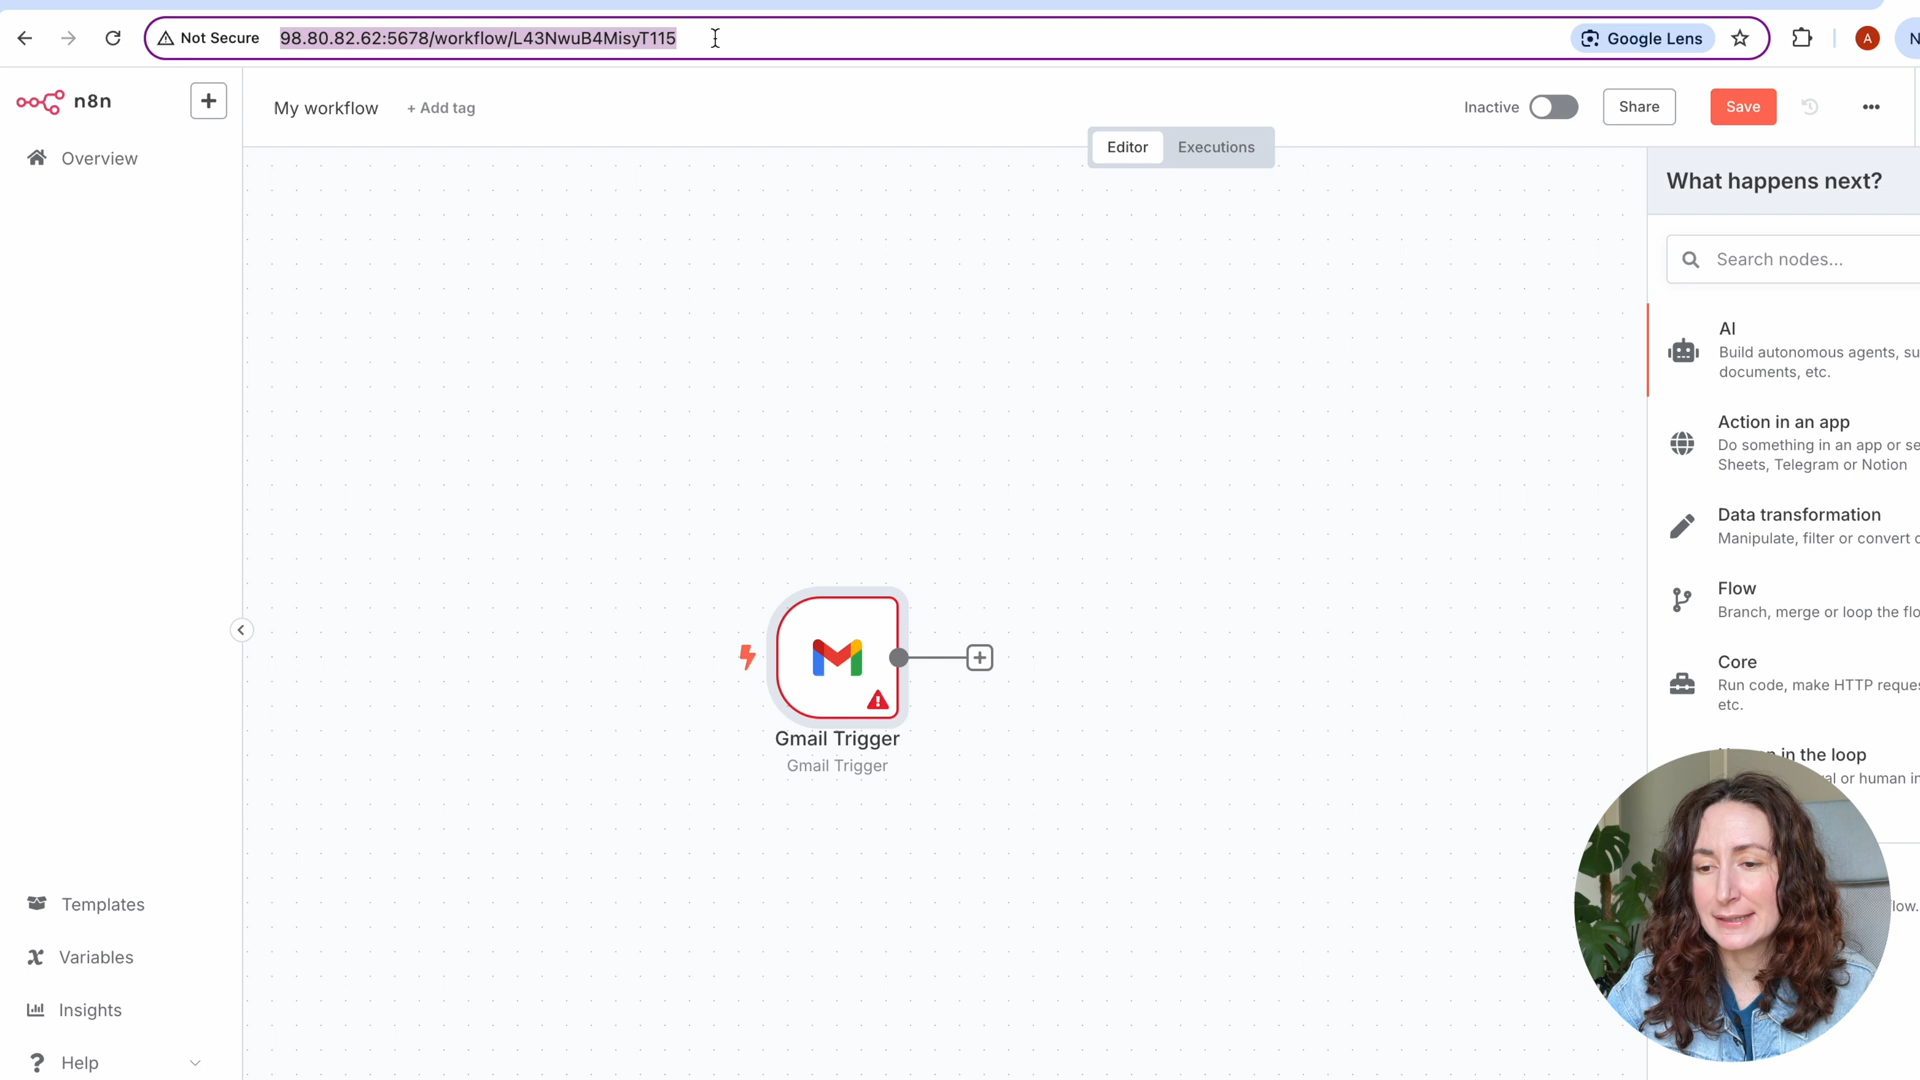 Not Secure 98.80.82.62:5678/workflow/L43NwuB4MisyT115 Google Lens A N
n8n
My workflow + Add tag Inactive Share Save
Editor Executions
Overview
What happens next?
Search nodes...
AI
Build autonomous agents, su
documents, etc.
Action in an app
Do something in an app or se
Sheets, Telegram or Notion
Data transformation
Manipulate, filter or convert
Flow
Branch, merge or loop the flo
Core
Run code, make HTTP reques
etc.
in the loop
or human in
low.
Gmail Trigger
Gmail Trigger
Templates
Variables
Insights
Help